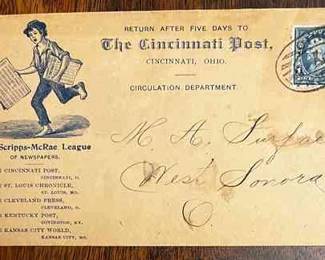 RETURN AFTER FIVE DAYS TO
The Cincinnati Post,
CINCINNATI, OHIO.
CIRCULATION DEPARTMENT.
Scripps-McRae League
OF NEWSPAPERS.
CINCINNATI POST,
CINCINNATI, O.
ST. LOUIS CHRONICLE,
ST. LOUIS, MO.
CLEVELAND PRESS,
CLEVELAND, O.
KENTUCKY POST,
COVINGTON, KY.
KANSAS CITY WORLD,
KANSAS CITY, MO.
M. A.
West Sonora
O